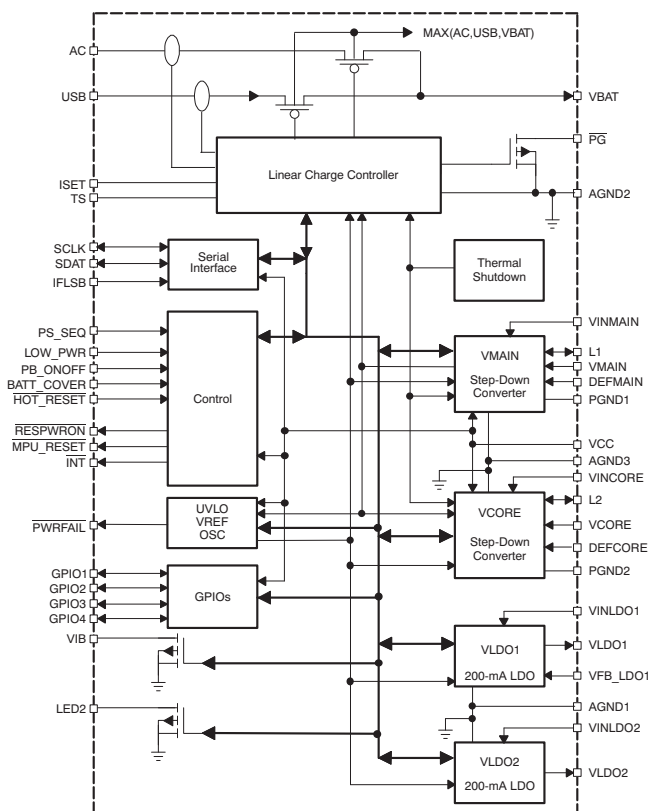 MAX(AC,USB,VBAT)
AC
USB
VBAT
PG
Linear Charge Controller
ISET
TS
AGND2
SCLK
SDAT
IFLSB
Serial
Interface
Thermal
Shutdown
PS_SEQ
LOW_PWR
PB_ONOFF
BATT_COVER
HOT_RESET
RESPWRON
MPU_RESET
INT
Control
VINMAIN
VMAIN
Step-Down
Converter
L1
VMAIN
DEFMAIN
PGND1
VCC
AGND3
VINCORE
PWRFAIL
UVLO
VREF
OSC
VCORE
Step-Down
Converter
L2
VCORE
DEFCORE
PGND2
GPIO1
GPIO2
GPIO3
GPIO4
GPIOs
VIB
VINLDO1
VLDO1
200-mA LDO
VLDO1
VFB_LDO1
LED2
AGND1
VINLDO2
VLDO2
200-mA LDO
VLDO2